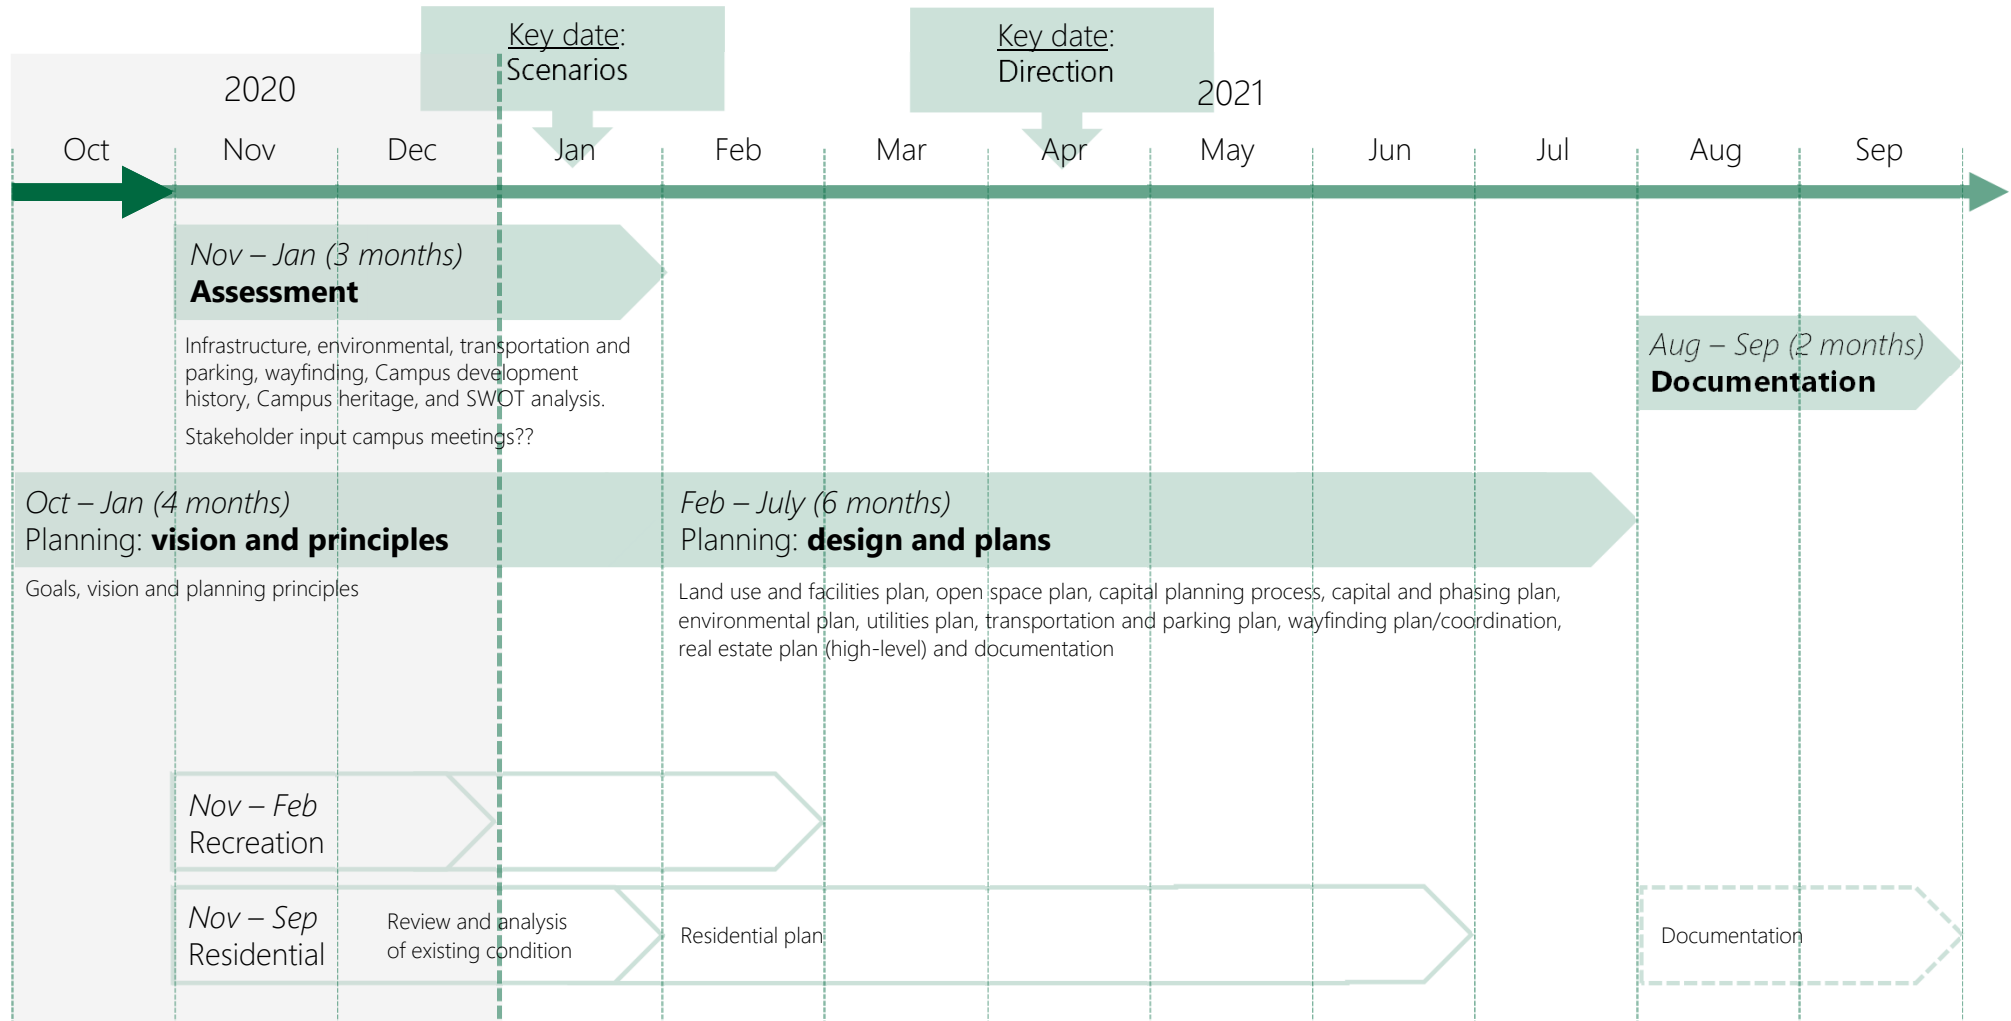 Key date:
Scenarios
Key date:
Direction
2020
2021
Oct
Nov
Dec
Jan
Feb
Mar
Apr
May
Jun
Jul
Aug
Sep
Nov – Jan (3 months)
Assessment
Infrastructure, environmental, transportation and
parking, wayfinding, Campus development
history, Campus heritage, and SWOT analysis.
Stakeholder input campus meetings??
Aug – Sep (2 months)
Documentation
Oct – Jan (4 months)
Planning: vision and principles
Goals, vision and planning principles
Feb – July (6 months)
Planning: design and plans
Land use and facilities plan, open space plan, capital planning process, capital and phasing plan,
environmental plan, utilities plan, transportation and parking plan, wayfinding plan/coordination,
real estate plan (high-level) and documentation
Nov – Feb
Recreation
Nov – Sep
Residential
Review and analysis
of existing condition
Residential plan
Documentation